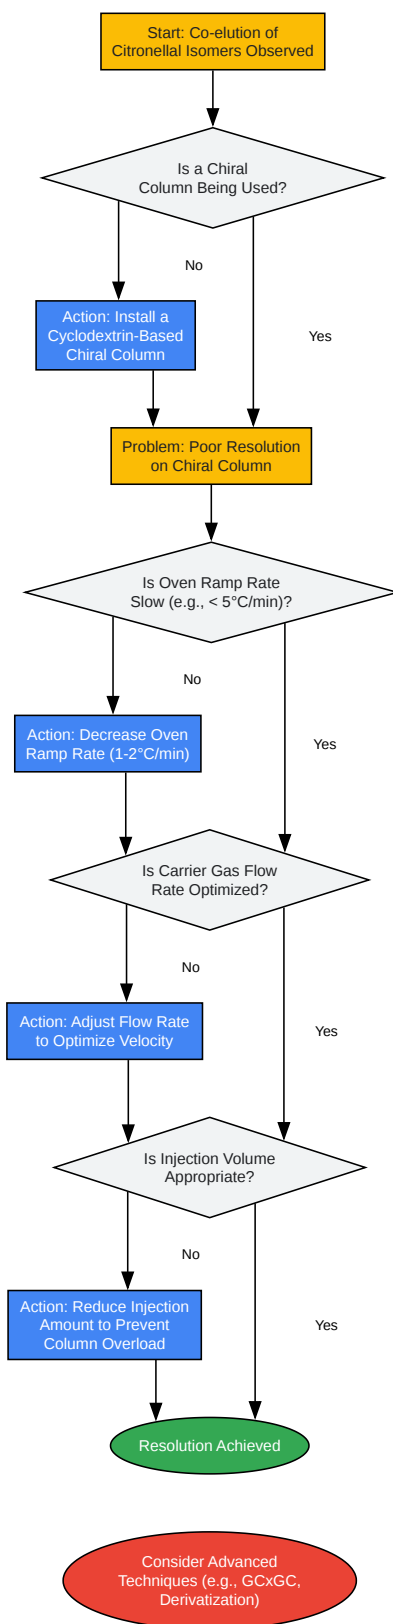 Start: Co-elution of
Citronellal Isomers Observed
Is a Chiral
Column Being Used?
No
Action: Install a
Cyclodextrin-Based
Chiral Column
Yes
Problem: Poor Resolution
on Chiral Column
Is Oven Ramp Rate
Slow (e.g., < 5°C/min)?
No
Action: Decrease Oven
Ramp Rate (1-2°C/min)
Yes
Is Carrier Gas Flow
Rate Optimized?
No
Action: Adjust Flow Rate
to Optimize Velocity
Yes
Is Injection Volume
Appropriate?
No
Action: Reduce Injection
Amount to Prevent
Column Overload
Yes
Resolution Achieved
Consider Advanced
Techniques (e.g., GCxGC,
Derivatization)